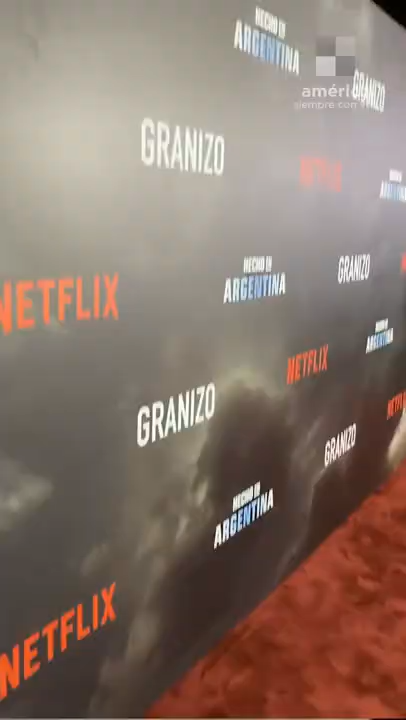 HECHO EN
ARGENTINA
GRANIZO
améri
siempre con
GRANIZO
NETFLIX
HECHO EN
ARGENTINA
GRANIZO
NETFLIX
HECHO EN
ARGENTINA
HECHO EN
ARGENTINA
NETFLIX
GRANIZO
NETFLIX
GRANIZO
HECHO EN
ARGENTINA
NETFLIX